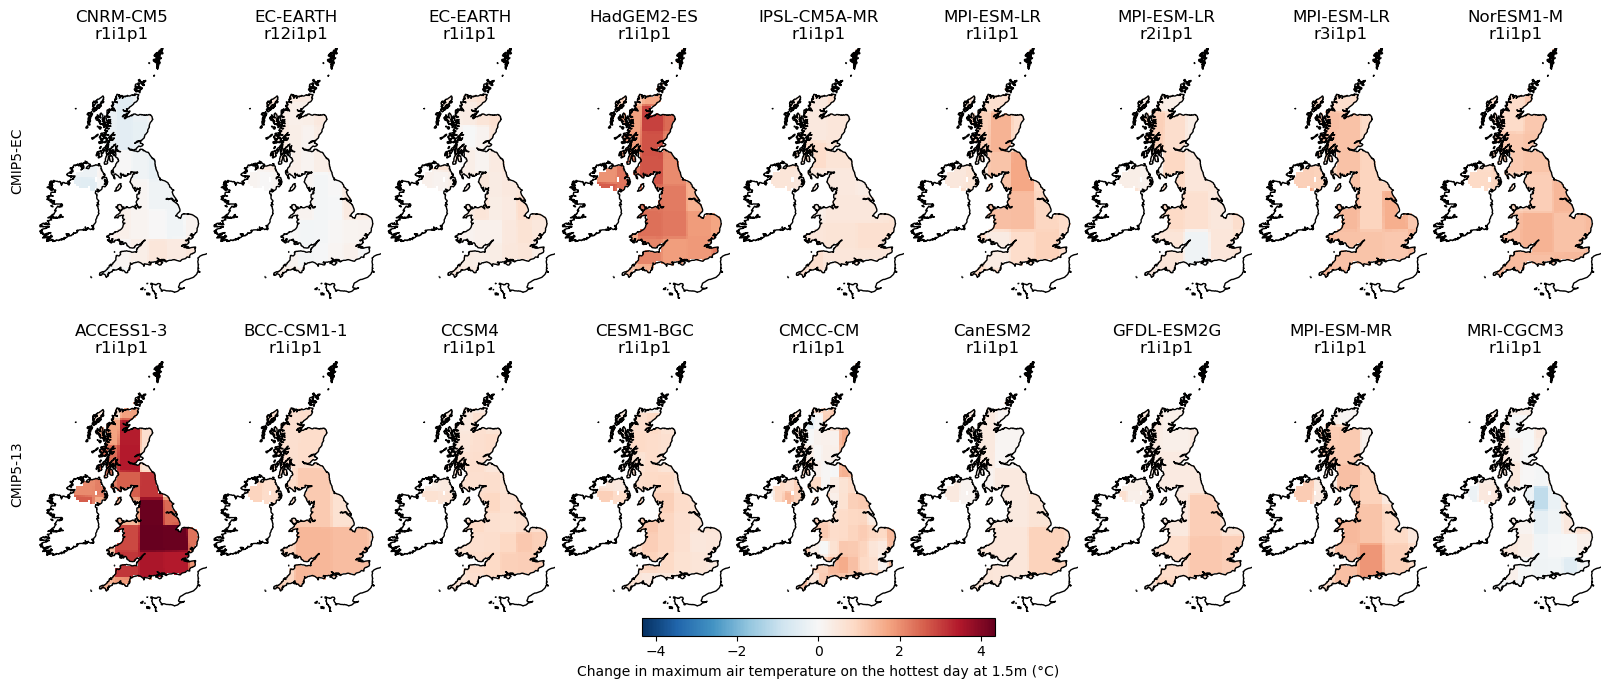 CNRM-CM5
r1i1p1
EC-EARTH
r12i1p1
EC-EARTH
r1i1p1
HadGEM2-ES
r1i1p1
IPSL-CM5A-MR
r1i1p1
MPI-ESM-LR
r1i1p1
MPI-ESM-LR
r2i1p1
MPI-ESM-LR
r3i1p1
NorESM1-M
r1i1p1
CMIP5-EC
ACCESS1-3
r1i1p1
BCC-CSM1-1
r1i1p1
CCSM4
r1i1p1
CESM1-BGC
r1i1p1
CMCC-CM
r1i1p1
CanESM2
r1i1p1
GFDL-ESM2G
r1i1p1
MPI-ESM-MR
r1i1p1
MRI-CGCM3
r1i1p1
CMIP5-13
−4 −2 0 2 4
Change in maximum air temperature on the hottest day at 1.5m (°C)